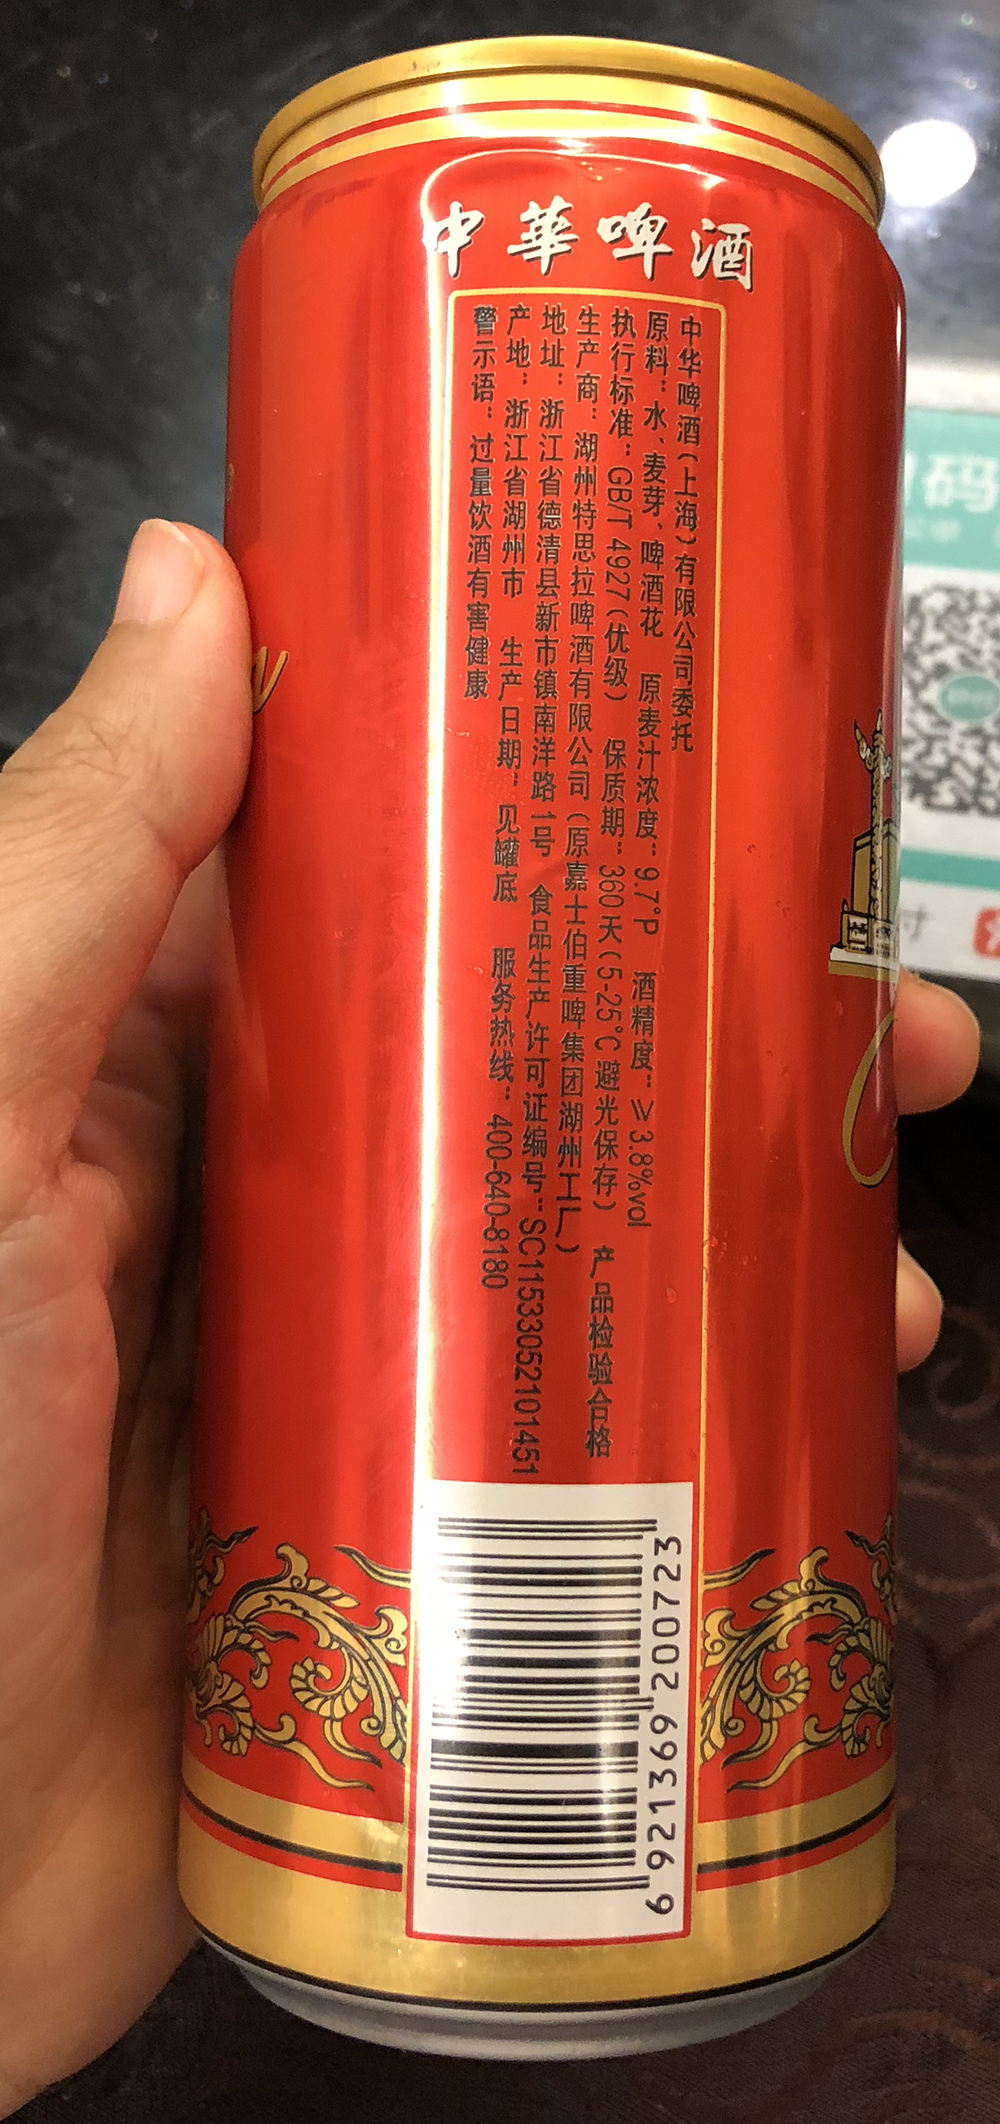 中華啤酒
中华啤酒(上海)有限公司委托
原料：水、麦芽、啤酒花 原麦汁浓度：9.7°P 酒精度：≥3.8%vol
执行标准：GB/T 4927(优级) 保质期：360天(5-25°C避光保存) 产品检验合格
生产商：湖州特思拉啤酒有限公司(原嘉士伯重啤集团湖州工厂)
地址：浙江省德清县新市镇南洋路1号 食品生产许可证编号：SC11533052101451
产地：浙江省湖州市 生产日期：见罐底 服务热线：400-640-8180
警示语：过量饮酒有害健康
6 921369 200723
码
付